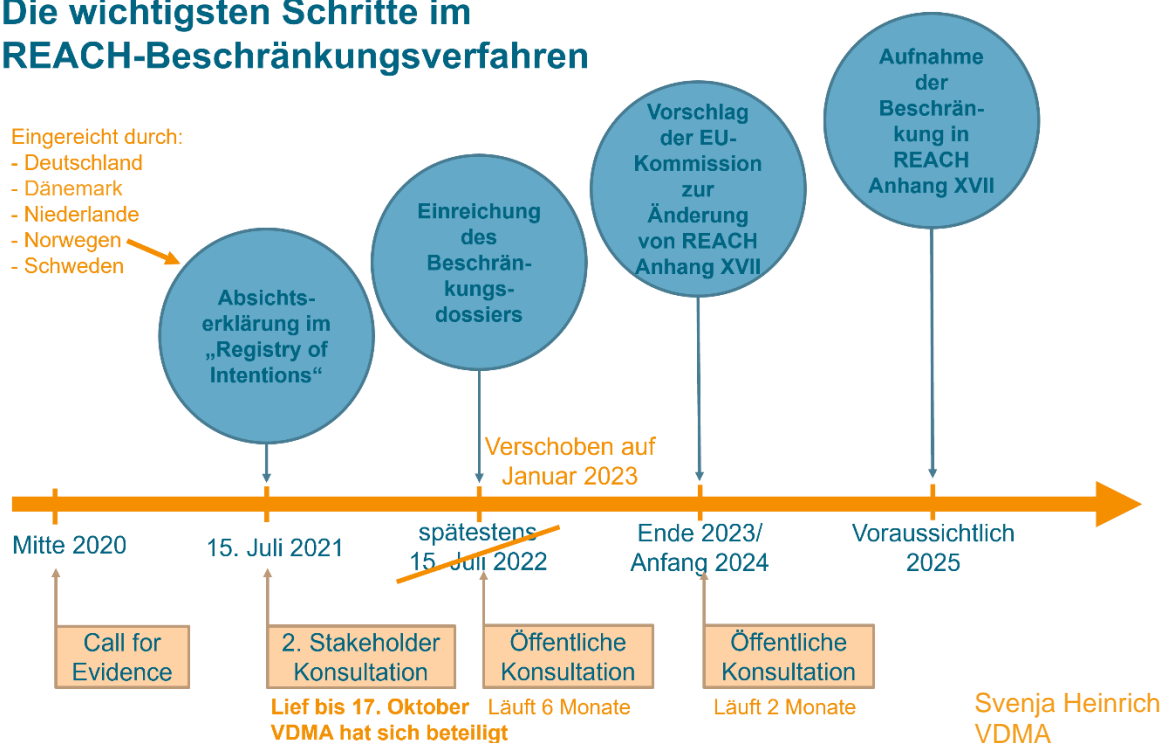 Die wichtigsten Schritte im
REACH-Beschränkungsverfahren
Eingereicht durch:
- Deutschland
- Dänemark
- Niederlande
- Norwegen
- Schweden
Absichts-
erklärung im
„Registry of
Intentions“
Einreichung
des
Beschrän-
kungs-
dossiers
Vorschlag
der EU-
Kommission
zur
Änderung
von REACH
Anhang XVII
Aufnahme
der
Beschrän-
kung in
REACH
Anhang XVII
Verschoben auf
Januar 2023
Mitte 2020
15. Juli 2021
spätestens
15. Juli 2022
Ende 2023/
Anfang 2024
Voraussichtlich
2025
Call for
Evidence
2. Stakeholder
Konsultation
Lief bis 17. Oktober
VDMA hat sich beteiligt
Öffentliche
Konsultation
Läuft 6 Monate
Öffentliche
Konsultation
Läuft 2 Monate
Svenja Heinrich
VDMA